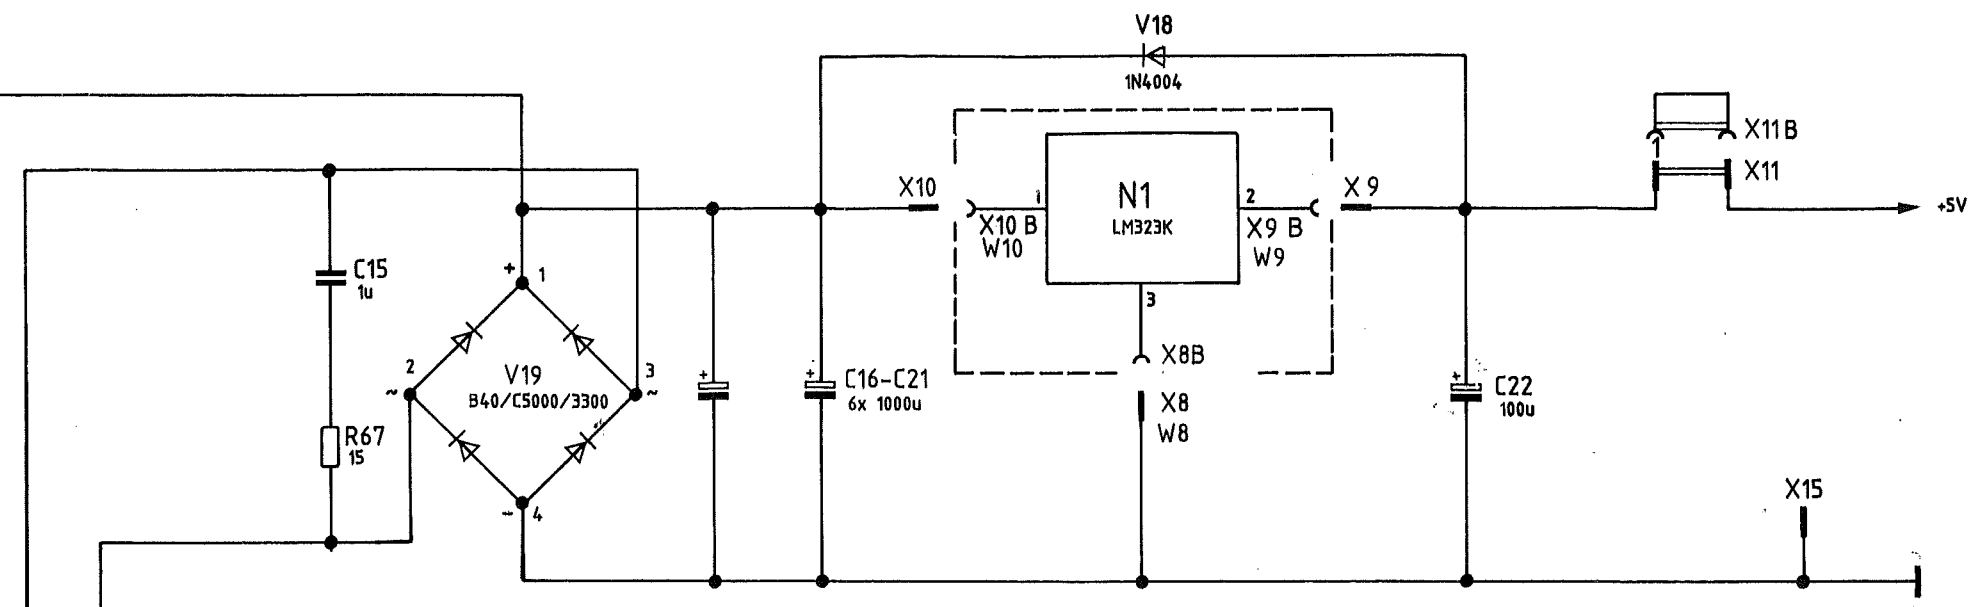 V18
1N4004
X11B
X11
X10
N1
LM323K
1
2
X9
X10 B
W10
X9 B
W9
+5V
C15
1u
+
1
3
X8B
2
~
V19
B40/C5000/3300
3
~
+
+
C16-C21
6x 1000u
X8
W8
+
C22
100u
R67
15
-
4
X15